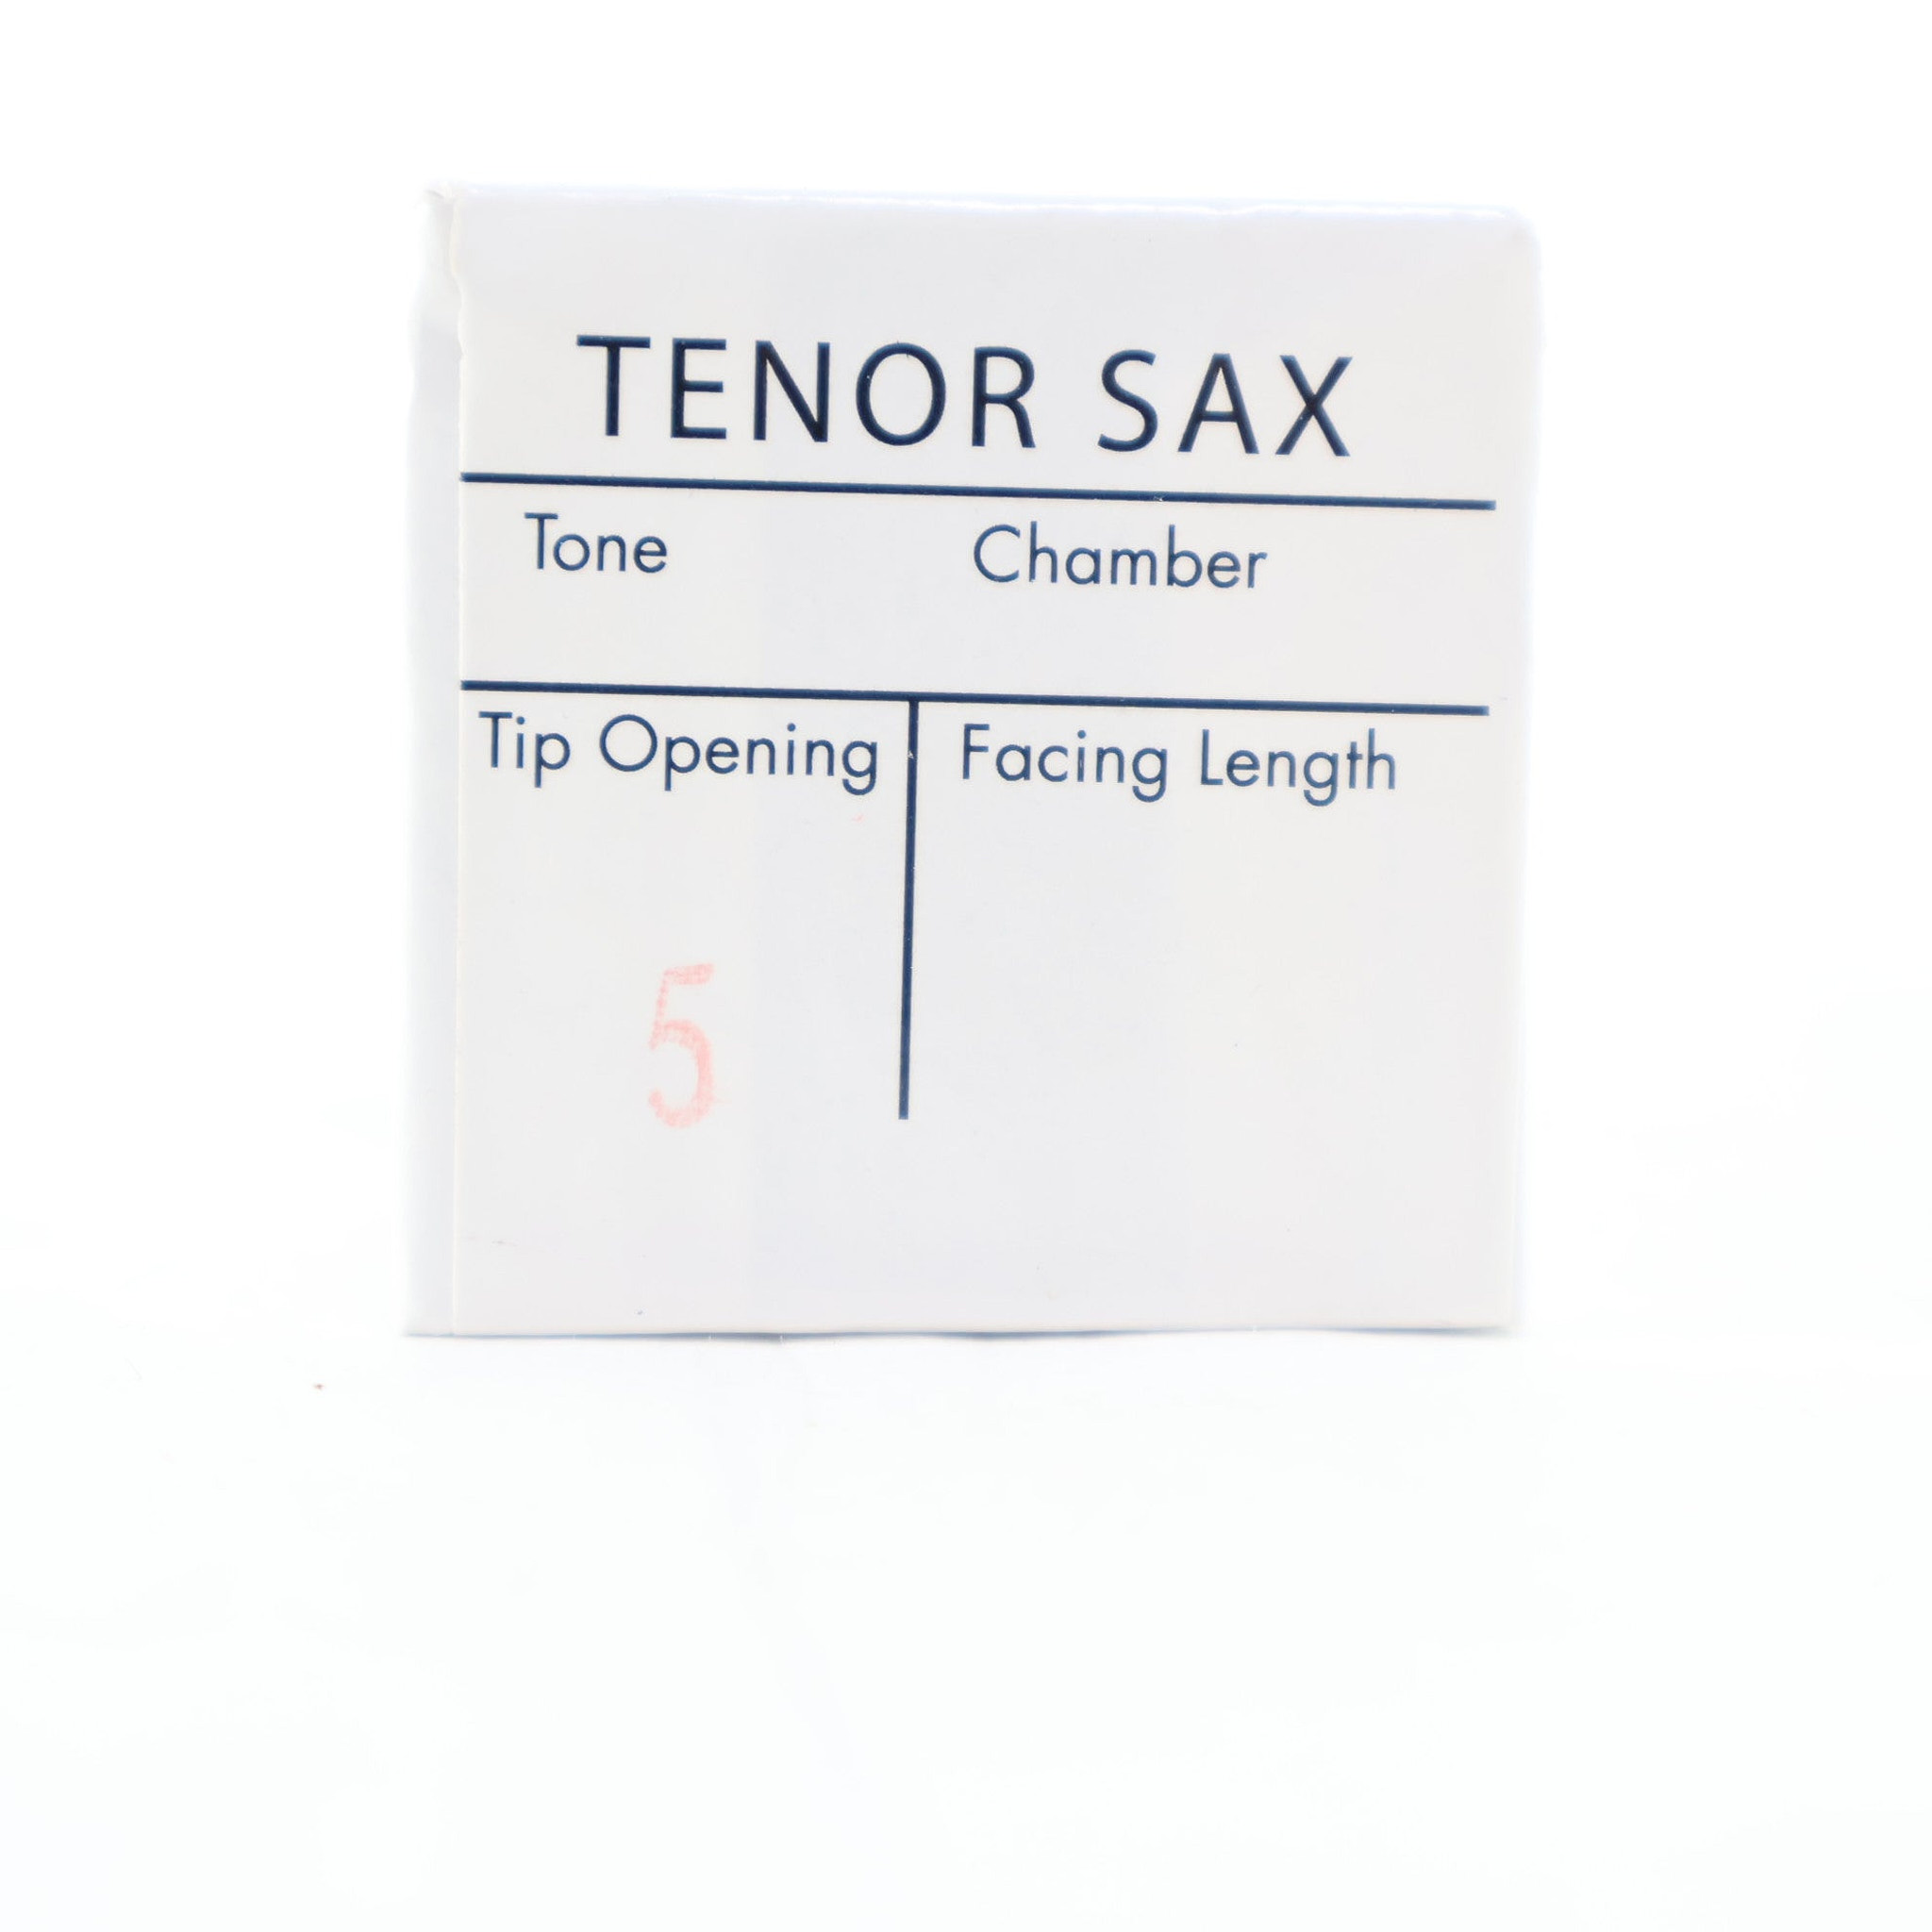 TENOR SAX
Tone Chamber
Tip Opening Facing Length
5